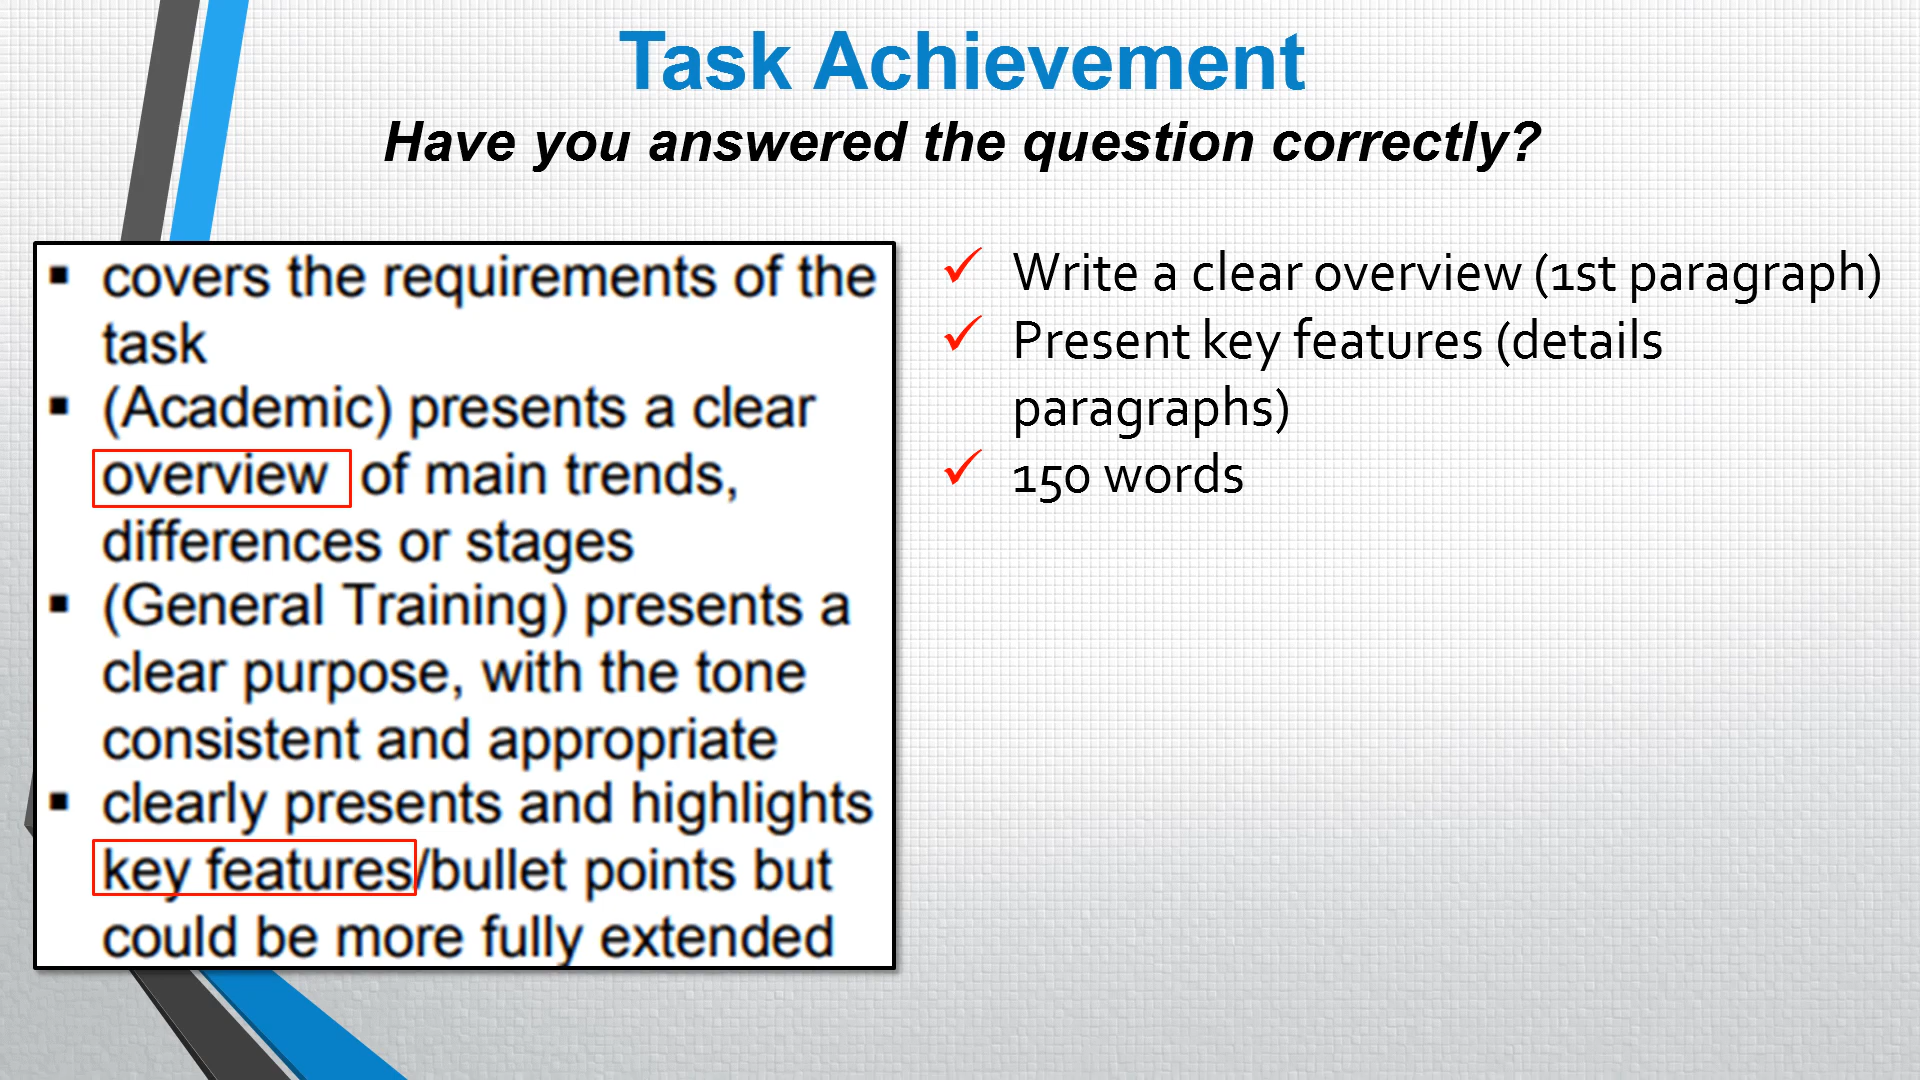 Task Achievement
Have you answered the question correctly?
▪ covers the requirements of the
task
▪ (Academic) presents a clear
overview of main trends,
differences or stages
▪ (General Training) presents a
clear purpose, with the tone
consistent and appropriate
▪ clearly presents and highlights
key features/bullet points but
could be more fully extended
✓ Write a clear overview (1st paragraph)
✓ Present key features (details
paragraphs)
✓ 150 words